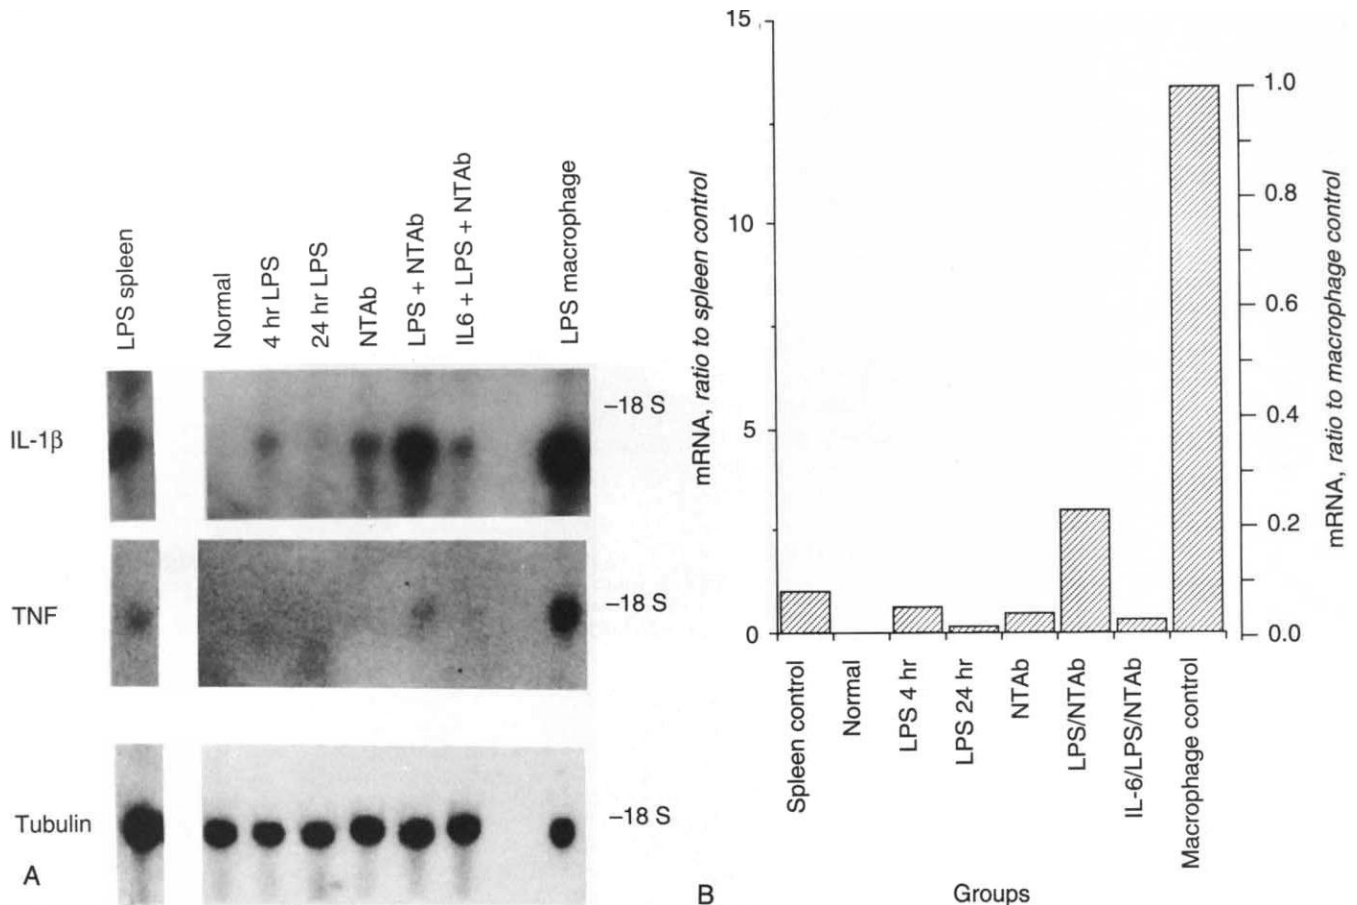 LPS spleen
Normal
4 hr LPS
24 hr LPS
NTAb
LPS + NTAb
IL6 + LPS + NTAb
LPS macrophage
IL-1β
–18 S
TNF
–18 S
Tubulin
–18 S
A
15
10
5
0
mRNA, ratio to spleen control
1.0
0.8
0.6
0.4
0.2
0.0
mRNA, ratio to macrophage control
Spleen control
Normal
LPS 4 hr
LPS 24 hr
NTAb
LPS/NTAb
IL-6/LPS/NTAb
Macrophage control
Groups
B